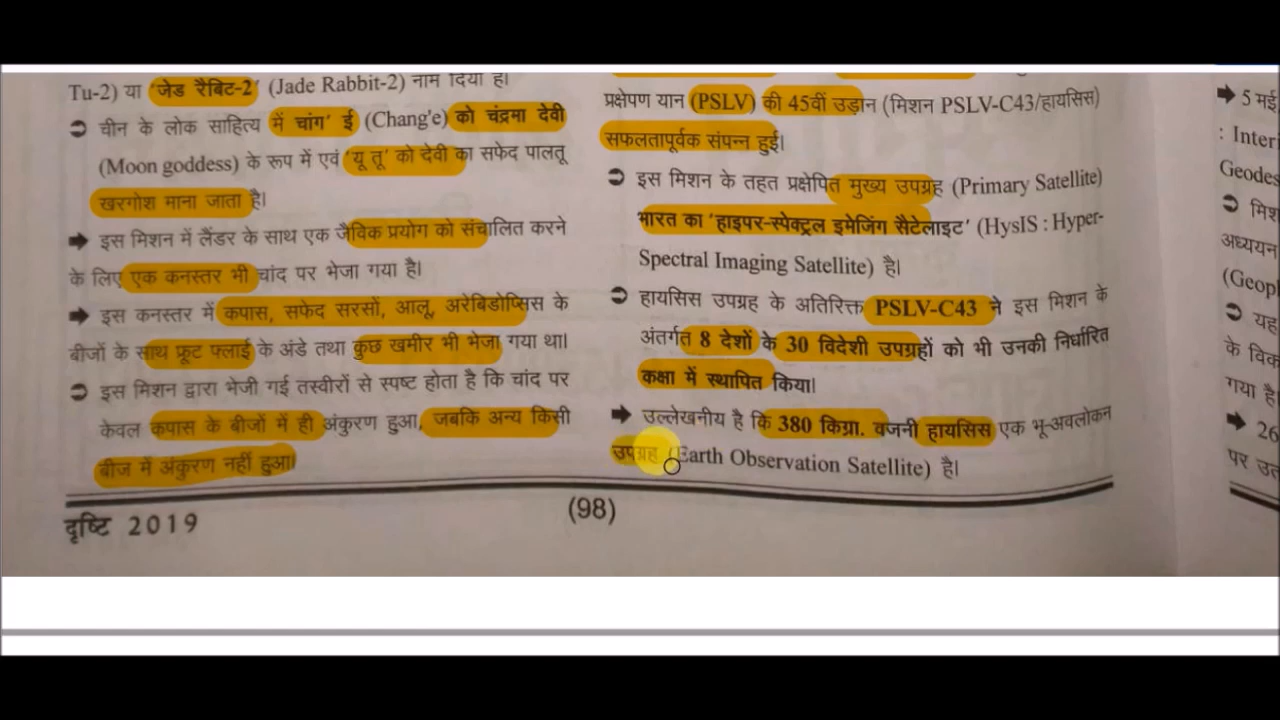 Tu-2) या 'जेड रैबिट-2' (Jade Rabbit-2) नाम दिया है।
➲ चीन के लोक साहित्य में चांग' ई (Chang'e) को चंद्रमा देवी
(Moon goddess) के रूप में एवं 'यू तू' को देवी का सफेद पालतू
खरगोश माना जाता है।
➡ इस मिशन में लैंडर के साथ एक जैविक प्रयोग को संचालित करने
के लिए एक कनस्तर भी चांद पर भेजा गया है।
➡ इस कनस्तर में कपास, सफेद सरसों, आलू, अरेबिडोप्सिस के
बीजों के साथ फ्रूट फ्लाई के अंडे तथा कुछ खमीर भी भेजा गया था।
➲ इस मिशन द्वारा भेजी गई तस्वीरों से स्पष्ट होता है कि चांद पर
केवल कपास के बीजों में ही अंकुरण हुआ, जबकि अन्य किसी
बीज में अंकुरण नहीं हुआ।
प्रक्षेपण यान (PSLV) की 45वीं उड़ान (मिशन PSLV-C43/हायसिस)
सफलतापूर्वक संपन्न हुई।
➲ इस मिशन के तहत प्रक्षेपित मुख्य उपग्रह (Primary Satellite)
भारत का 'हाइपर-स्पेक्ट्रल इमेजिंग सैटेलाइट' (HysIS : Hyper-
Spectral Imaging Satellite) है।
➲ हायसिस उपग्रह के अतिरिक्त PSLV-C43 ने इस मिशन के
अंतर्गत 8 देशों के 30 विदेशी उपग्रहों को भी उनकी निर्धारित
कक्षा में स्थापित किया।
➡ उल्लेखनीय है कि 380 किग्रा. वजनी हायसिस एक भू-अवलोकन
उपग्रह (Earth Observation Satellite) है।
दृष्टि 2019
(98)
➡ 5 मई
: Inter
Geodes
➲ मिश
अध्ययन
(Geop
➲ यह
के विक
गया है
➡ 26
पर उत